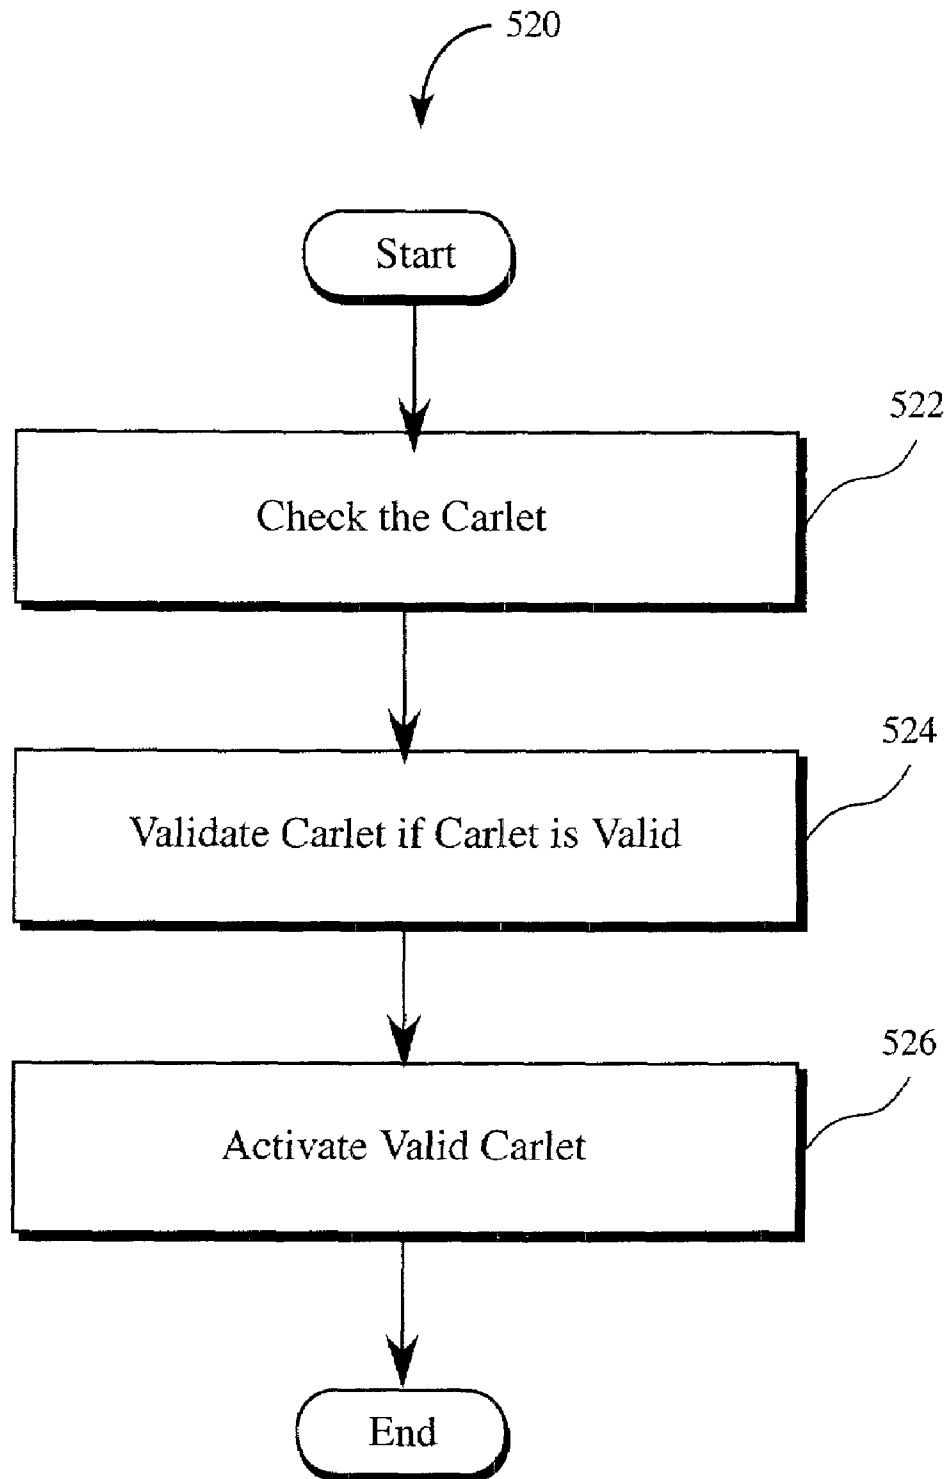 520
Start
522
Check the Carlet
524
Validate Carlet if Carlet is Valid
526
Activate Valid Carlet
End